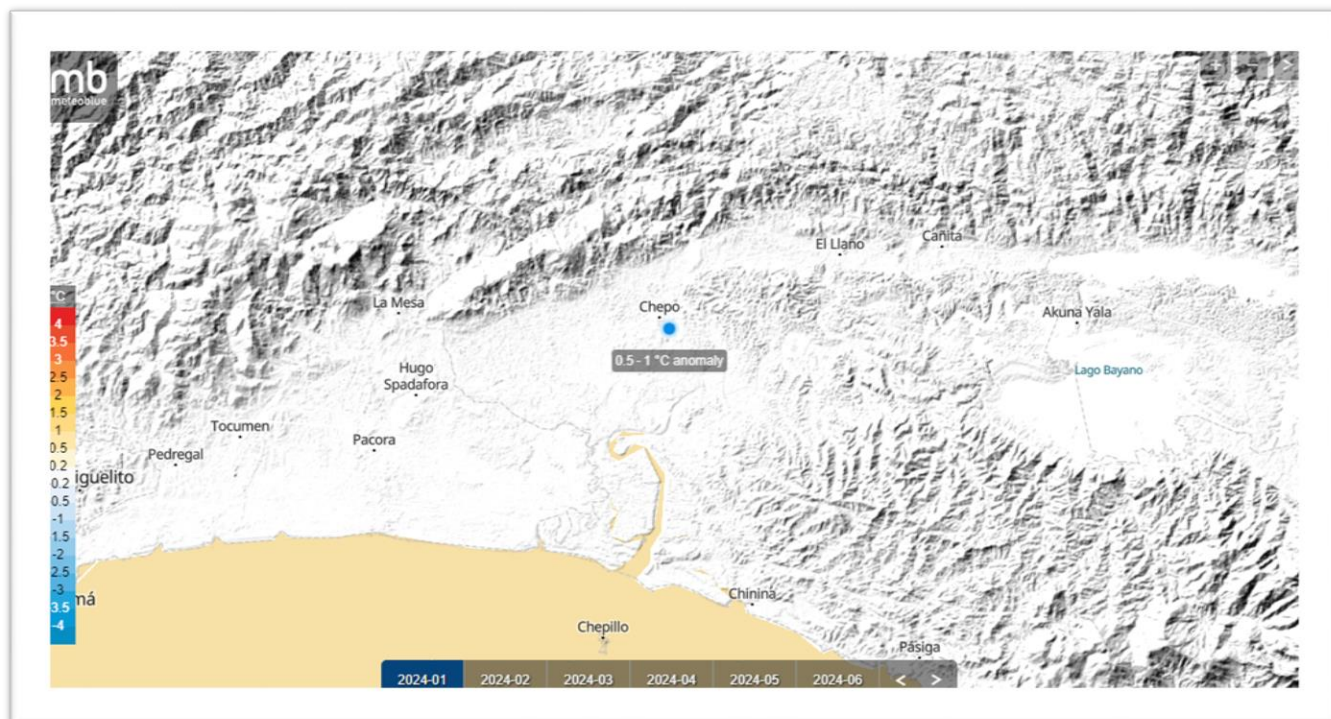 mb
meteoblue
El Llano
Cañita
La Mesa
Chepo
Akuna Yala
0.5 - 1 °C anomaly
Lago Bayano
Hugo
Spadafora
Tocumen
Pacora
Pedregal
iguelito
°C
4
3.5
3
2.5
2
1.5
1
0.5
0.2
0.2
0.5
-1
1.5
-2
2.5
-3
3.5
-4
má
Chinina
Chepillo
Pásiga
2024-01 2024-02 2024-03 2024-04 2024-05 2024-06 < >